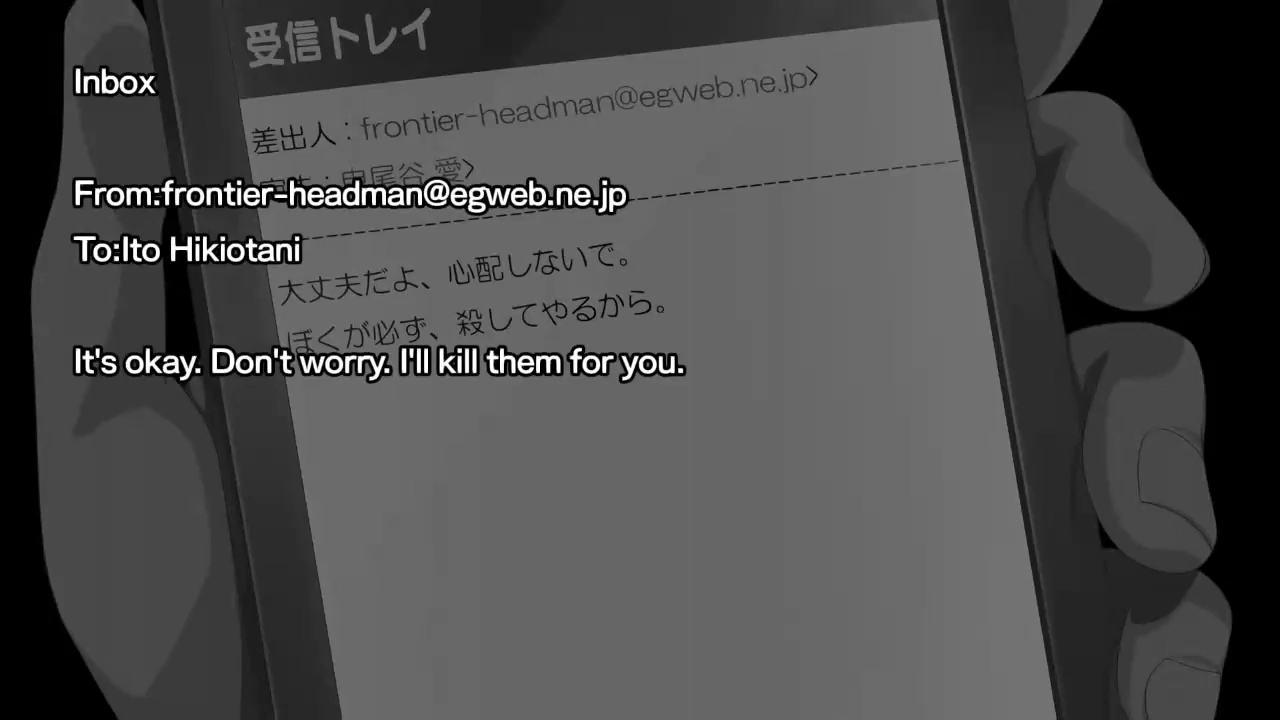 受信トレイ
Inbox
差出人：frontier-headman@egweb.ne.jp〉
From:frontier-headman@egweb.ne.jp
To:Ito Hikiotani
大丈夫だよ、心配しないで。
ぼくが必ず、殺してやるから。
It's okay. Don't worry. I'll kill them for you.